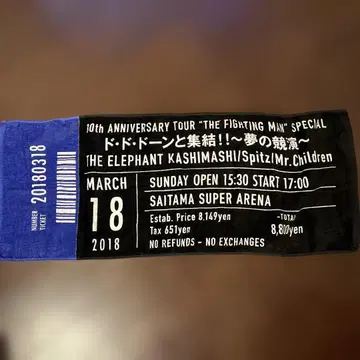 NUMBER
TICKET
20180318
10th ANNIVERSARY TOUR "THE FIGHTING MAN" SPECIAL
ド・ド・ドーンと集結!!〜夢の競演〜
THE ELEPHANT KASHIMASHI/Spitz/Mr.Children
MARCH
18
2018
SUNDAY OPEN 15:30 START 17:00
SAITAMA SUPER ARENA
Estab. Price 8.149yen
Tax 651yen
-TOTAL-
8,800yen
NO REFUNDS - NO EXCHANGES